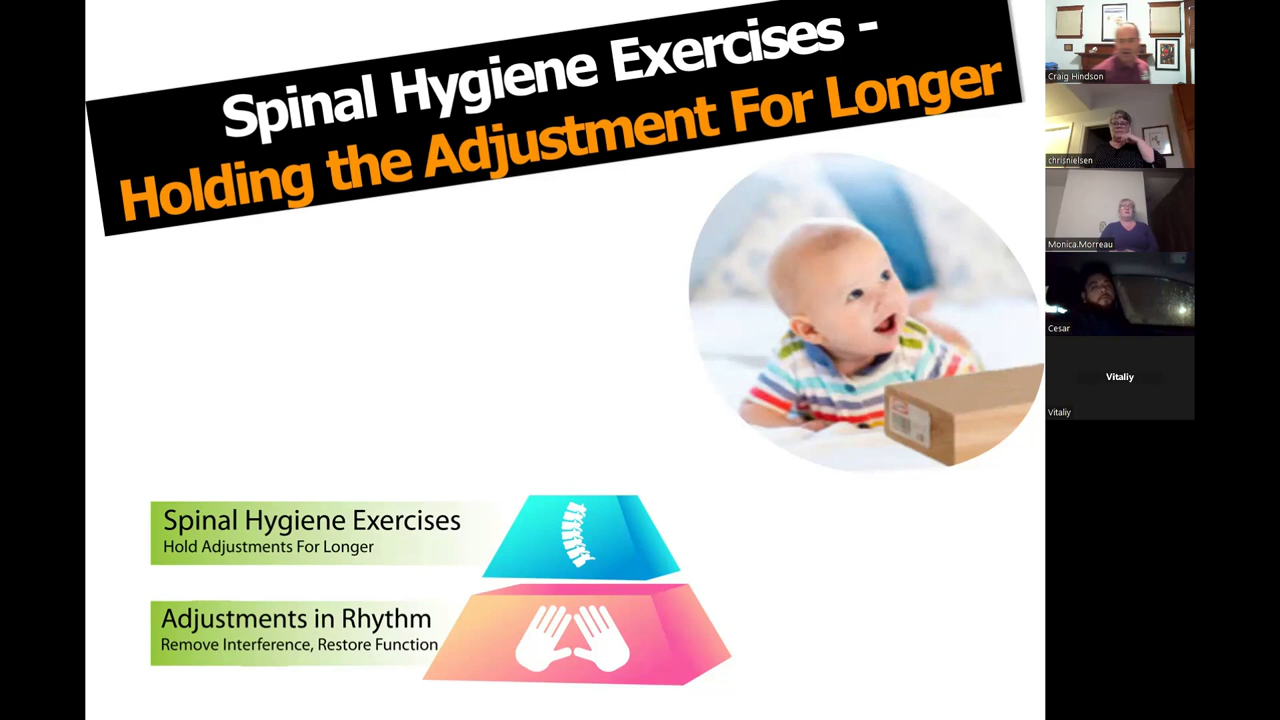 Spinal Hygiene Exercises -
Holding the Adjustment For Longer
Spinal Hygiene Exercises
Hold Adjustments For Longer
Adjustments in Rhythm
Remove Interference, Restore Function
Craig Hindson
chrisnielsen
Monica.Morreau
Cesar
Vitaliy
Vitaliy